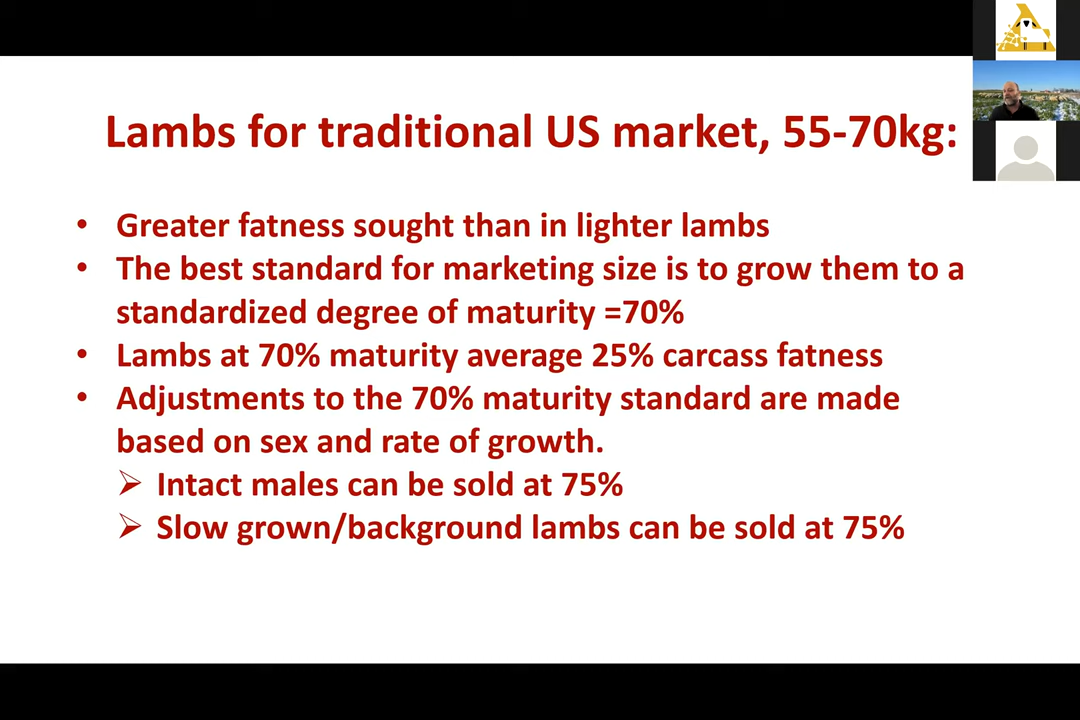 Lambs for traditional US market, 55-70kg:
• Greater fatness sought than in lighter lambs
• The best standard for marketing size is to grow them to a
standardized degree of maturity =70%
• Lambs at 70% maturity average 25% carcass fatness
• Adjustments to the 70% maturity standard are made
based on sex and rate of growth.
➢ Intact males can be sold at 75%
➢ Slow grown/background lambs can be sold at 75%